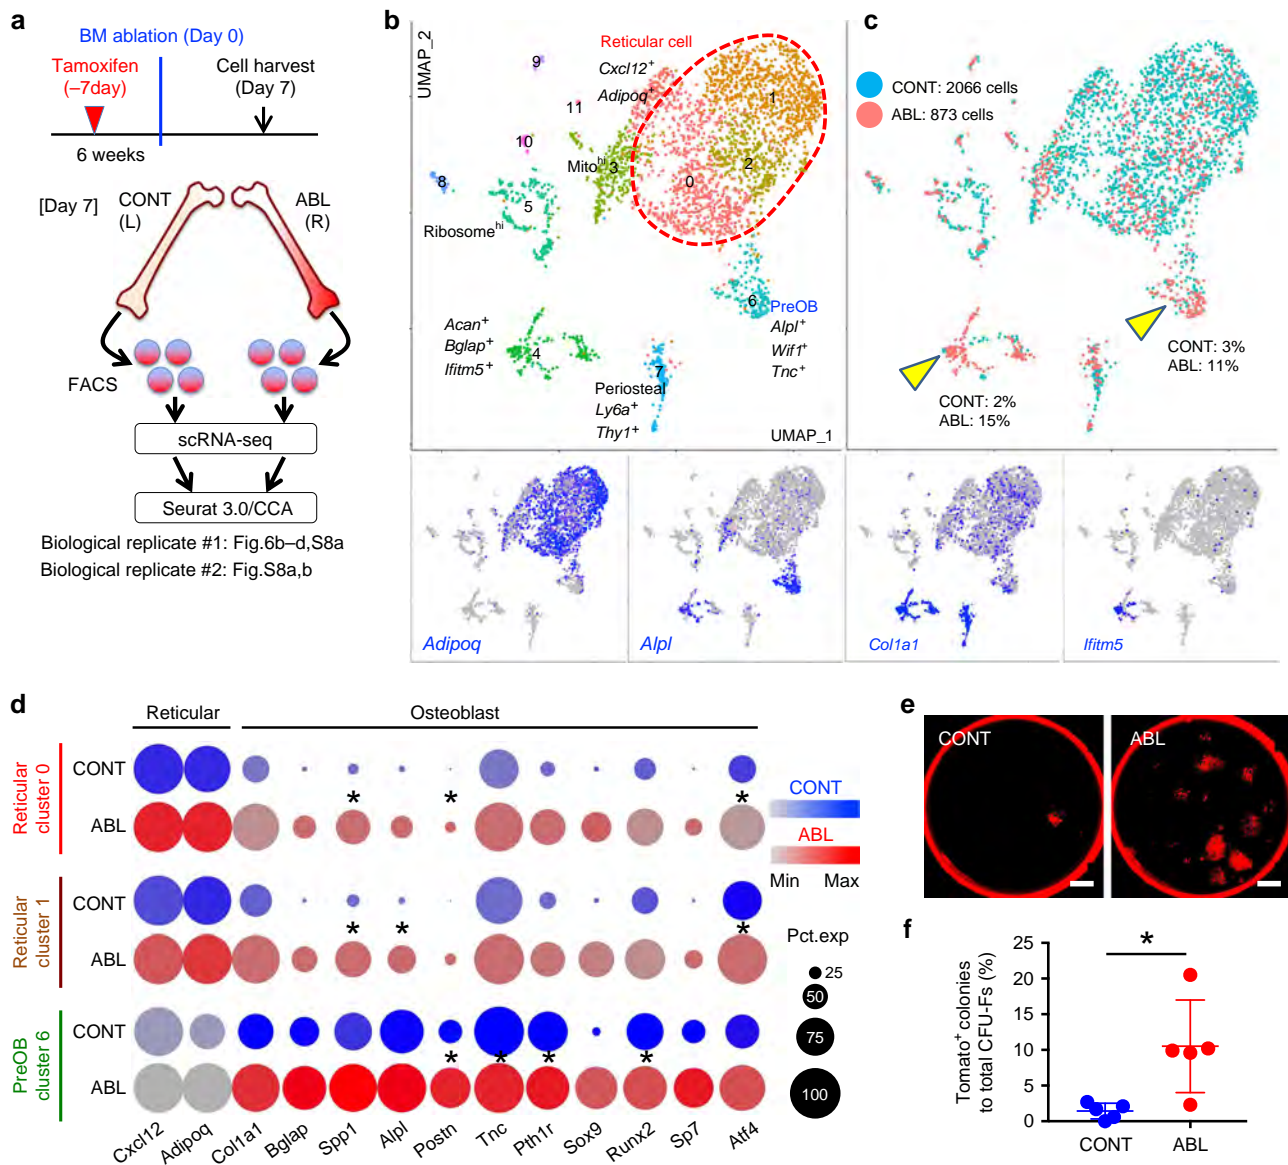 a
BM ablation (Day 0)
Tamoxifen
(–7day)
Cell harvest
(Day 7)
6 weeks
[Day 7]
CONT
(L)
ABL
(R)
FACS
scRNA-seq
Seurat 3.0/CCA
Biological replicate #1: Fig.6b–d,S8a
Biological replicate #2: Fig.S8a,b
b
UMAP_2
Reticular cell
Cxcl12+
Adipoq+
9
11
10
8
5
Ribosomehi
Mitohi
3
1
2
0
6
PreOB
Alpl+
Wif1+
Tnc+
Acan+
Bglap+
Ifitm5+
4
7
Periosteal
Ly6a+
Thy1+
UMAP_1
c
CONT: 2066 cells
ABL: 873 cells
CONT: 3%
ABL: 11%
CONT: 2%
ABL: 15%
Adipoq
Alpl
Col1a1
Ifitm5
d
Reticular
Osteoblast
Reticular
cluster 0
CONT
ABL
* * *
Reticular
cluster 1
CONT
ABL
* * *
PreOB
cluster 6
CONT
ABL
* * * *
Cxcl12
Adipoq
Col1a1
Bglap
Spp1
Alpl
Postn
Tnc
Pth1r
Sox9
Runx2
Sp7
Atf4
CONT
ABL
Min Max
Pct.exp
25
50
75
100
e
CONT
ABL
f
Tomato+ colonies
to total CFU-Fs (%)
25
20
15
10
5
0
*
CONT
ABL